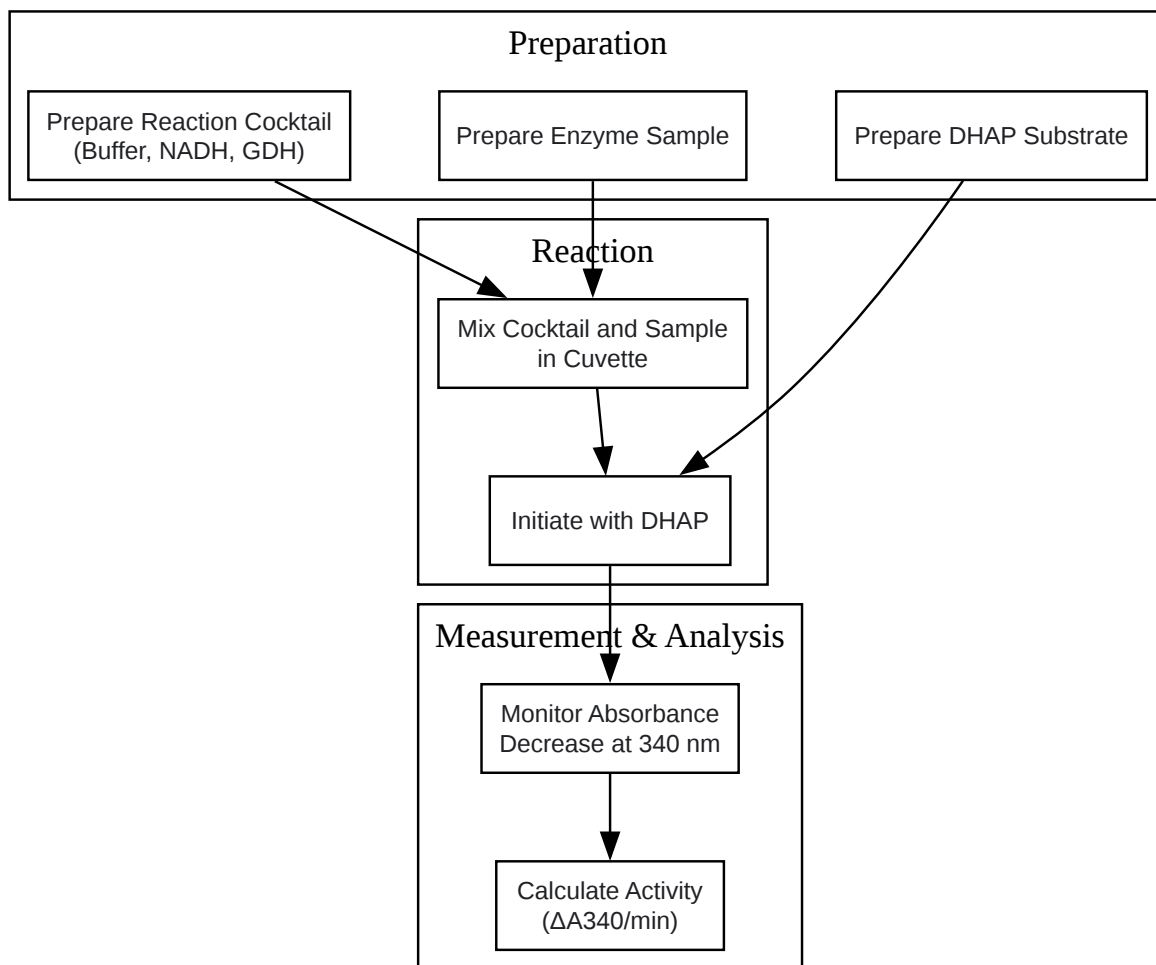 Preparation
Prepare Reaction Cocktail
(Buffer, NADH, GDH)
Prepare Enzyme Sample
Prepare DHAP Substrate
Reaction
Mix Cocktail and Sample
in Cuvette
Initiate with DHAP
Measurement & Analysis
Monitor Absorbance
Decrease at 340 nm
Calculate Activity
(ΔA340/min)